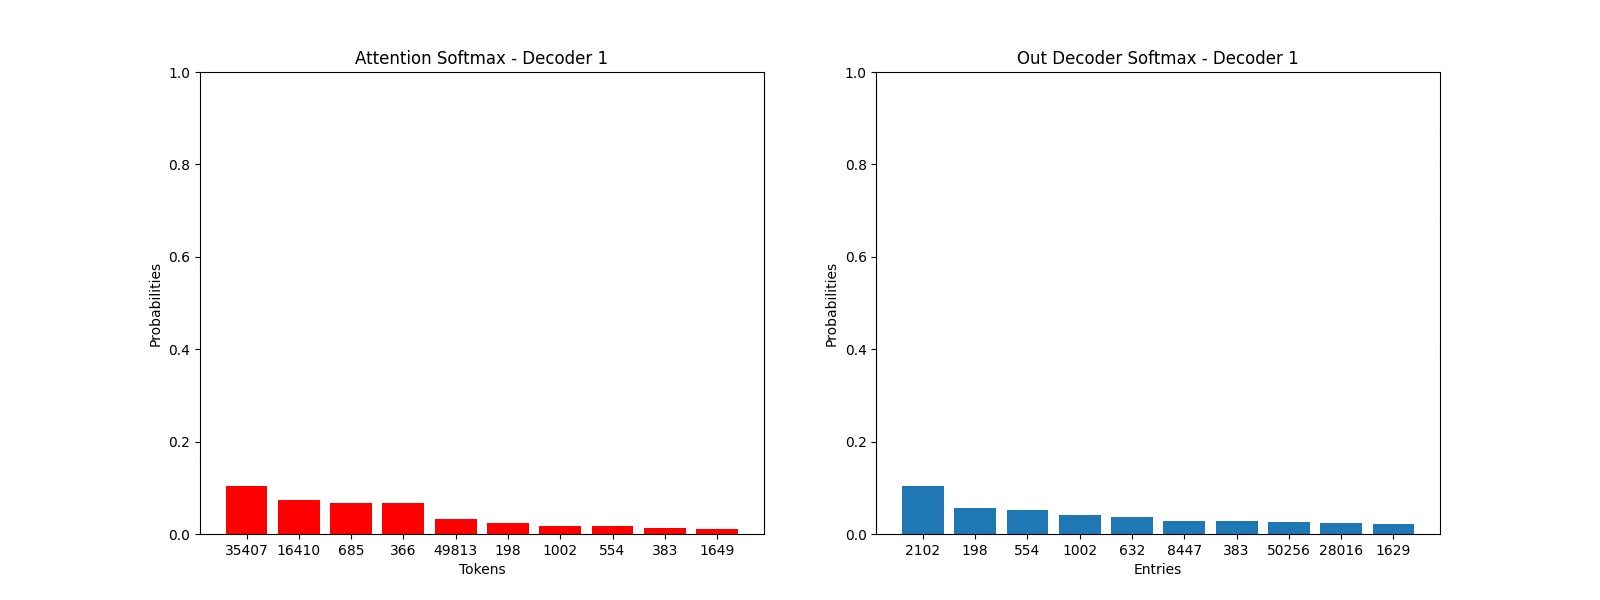 Attention Softmax - Decoder 1
1.0
0.8
0.6
0.4
0.2
0.0
Probabilities
35407 16410 685 366 49813 198 1002 554 383 1649
Tokens
Out Decoder Softmax - Decoder 1
1.0
0.8
0.6
0.4
0.2
0.0
Probabilities
2102 198 554 1002 632 8447 383 50256 28016 1629
Entries